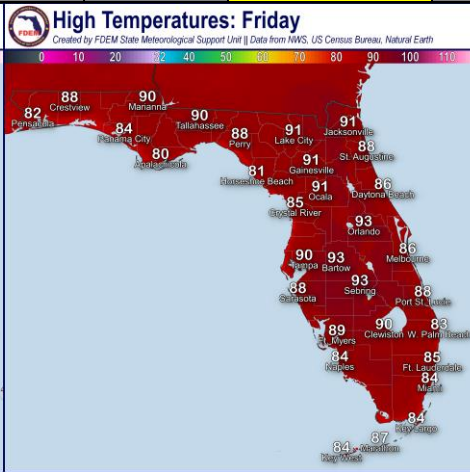 FDEM
High Temperatures: Friday
Created by FDEM State Meteorological Support Unit || Data from NWS, US Census Bureau, Natural Earth
0 10 20 30 40 50 60 70 80 90 100 110
88
Crestview
90
Marianna
82
Pensacola
84
Panama City
90
Tallahassee
80
Apalachicola
88
Perry
91
Lake City
91
Jacksonville
88
St. Augustine
81
Horseshoe Beach
91
Gainesville
91
Ocala
86
Daytona Beach
85
Crystal River
93
Orlando
86
Melbourne
90
Tampa
93
Bartow
93
Sebring
88
Sarasota
88
Port St. Lucie
89
Ft. Myers
90
Clewiston
83
W. Palm Beach
84
Naples
85
Ft. Lauderdale
84
Miami
84
Key Largo
87
Marathon
84
Key West